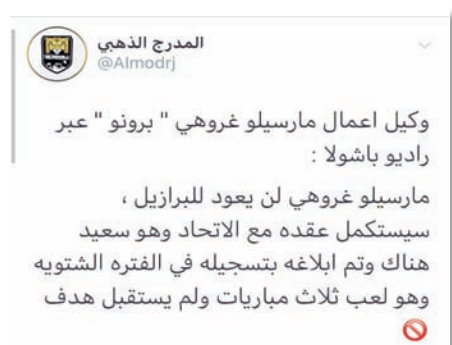 المدرج الذهبي
@Almodrj
وكيل اعمال مارسيلو غروهي " برونو " عبر
راديو باشولا :
مارسيلو غروهي لن يعود للبرازيل ،
سيستكمل عقده مع الاتحاد وهو سعيد
هناك وتم ابلاغه بتسجيله في الفتره الشتويه
وهو لعب ثلاث مباريات ولم يستقبل هدف
🚫